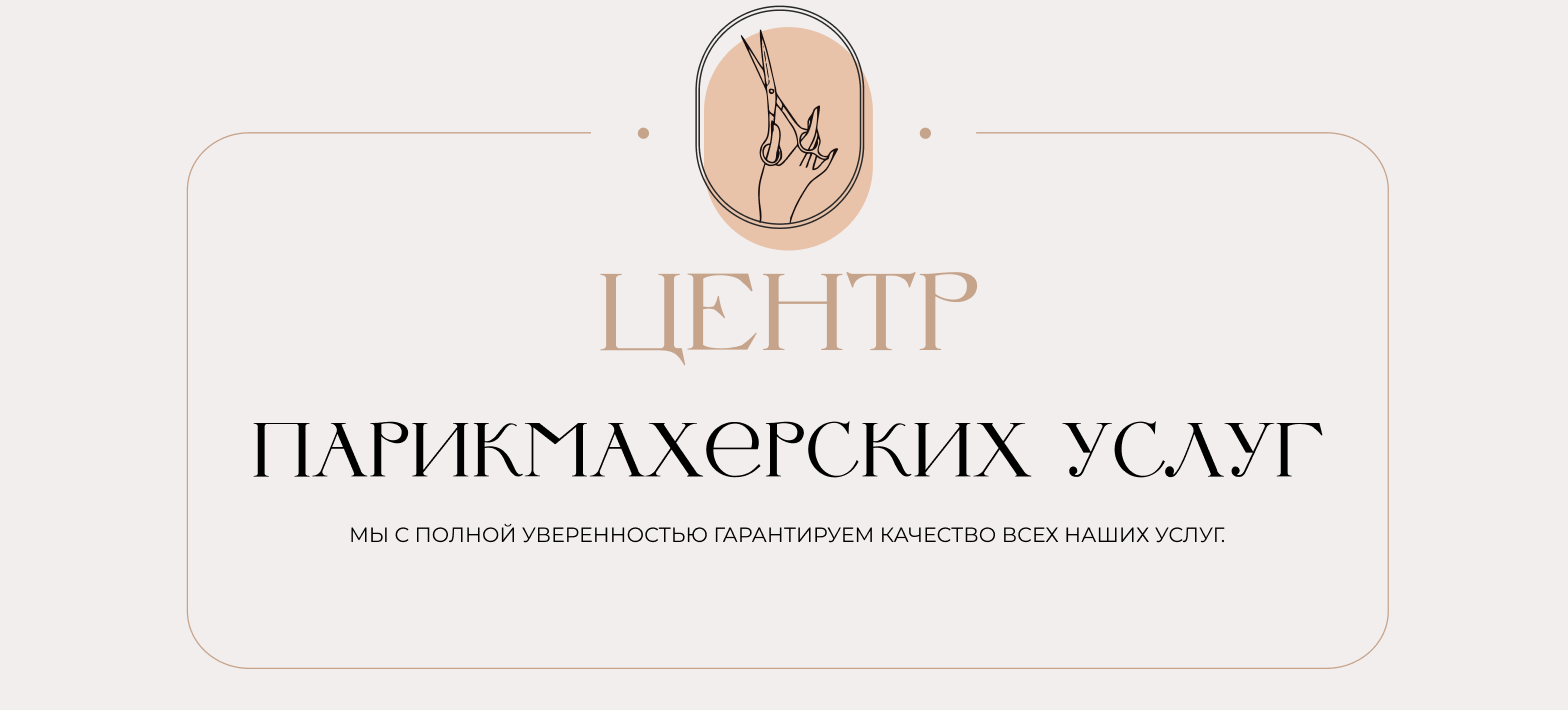 ЦЕНТР
ПАРИКМАХЕРСКИХ УСЛУГ
МЫ С ПОЛНОЙ УВЕРЕННОСТЬЮ ГАРАНТИРУЕМ КАЧЕСТВО ВСЕХ НАШИХ УСЛУГ.